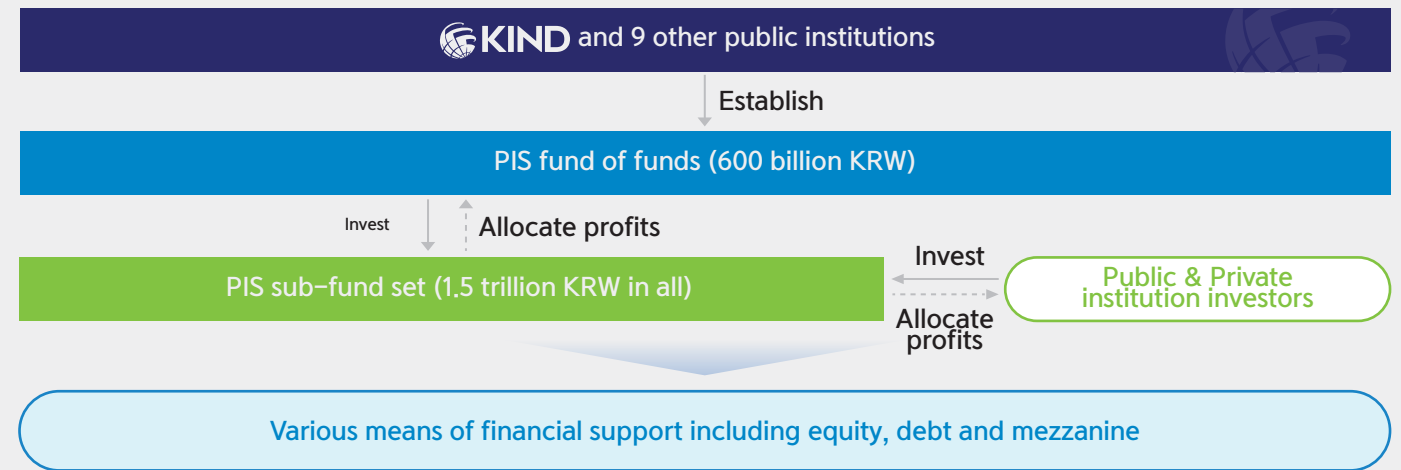 KIND and 9 other public institutions
Establish
PIS fund of funds (600 billion KRW)
Invest
Allocate profits
PIS sub-fund set (1.5 trillion KRW in all)
Invest
Allocate
profits
Public & Private
institution investors
Various means of financial support including equity, debt and mezzanine